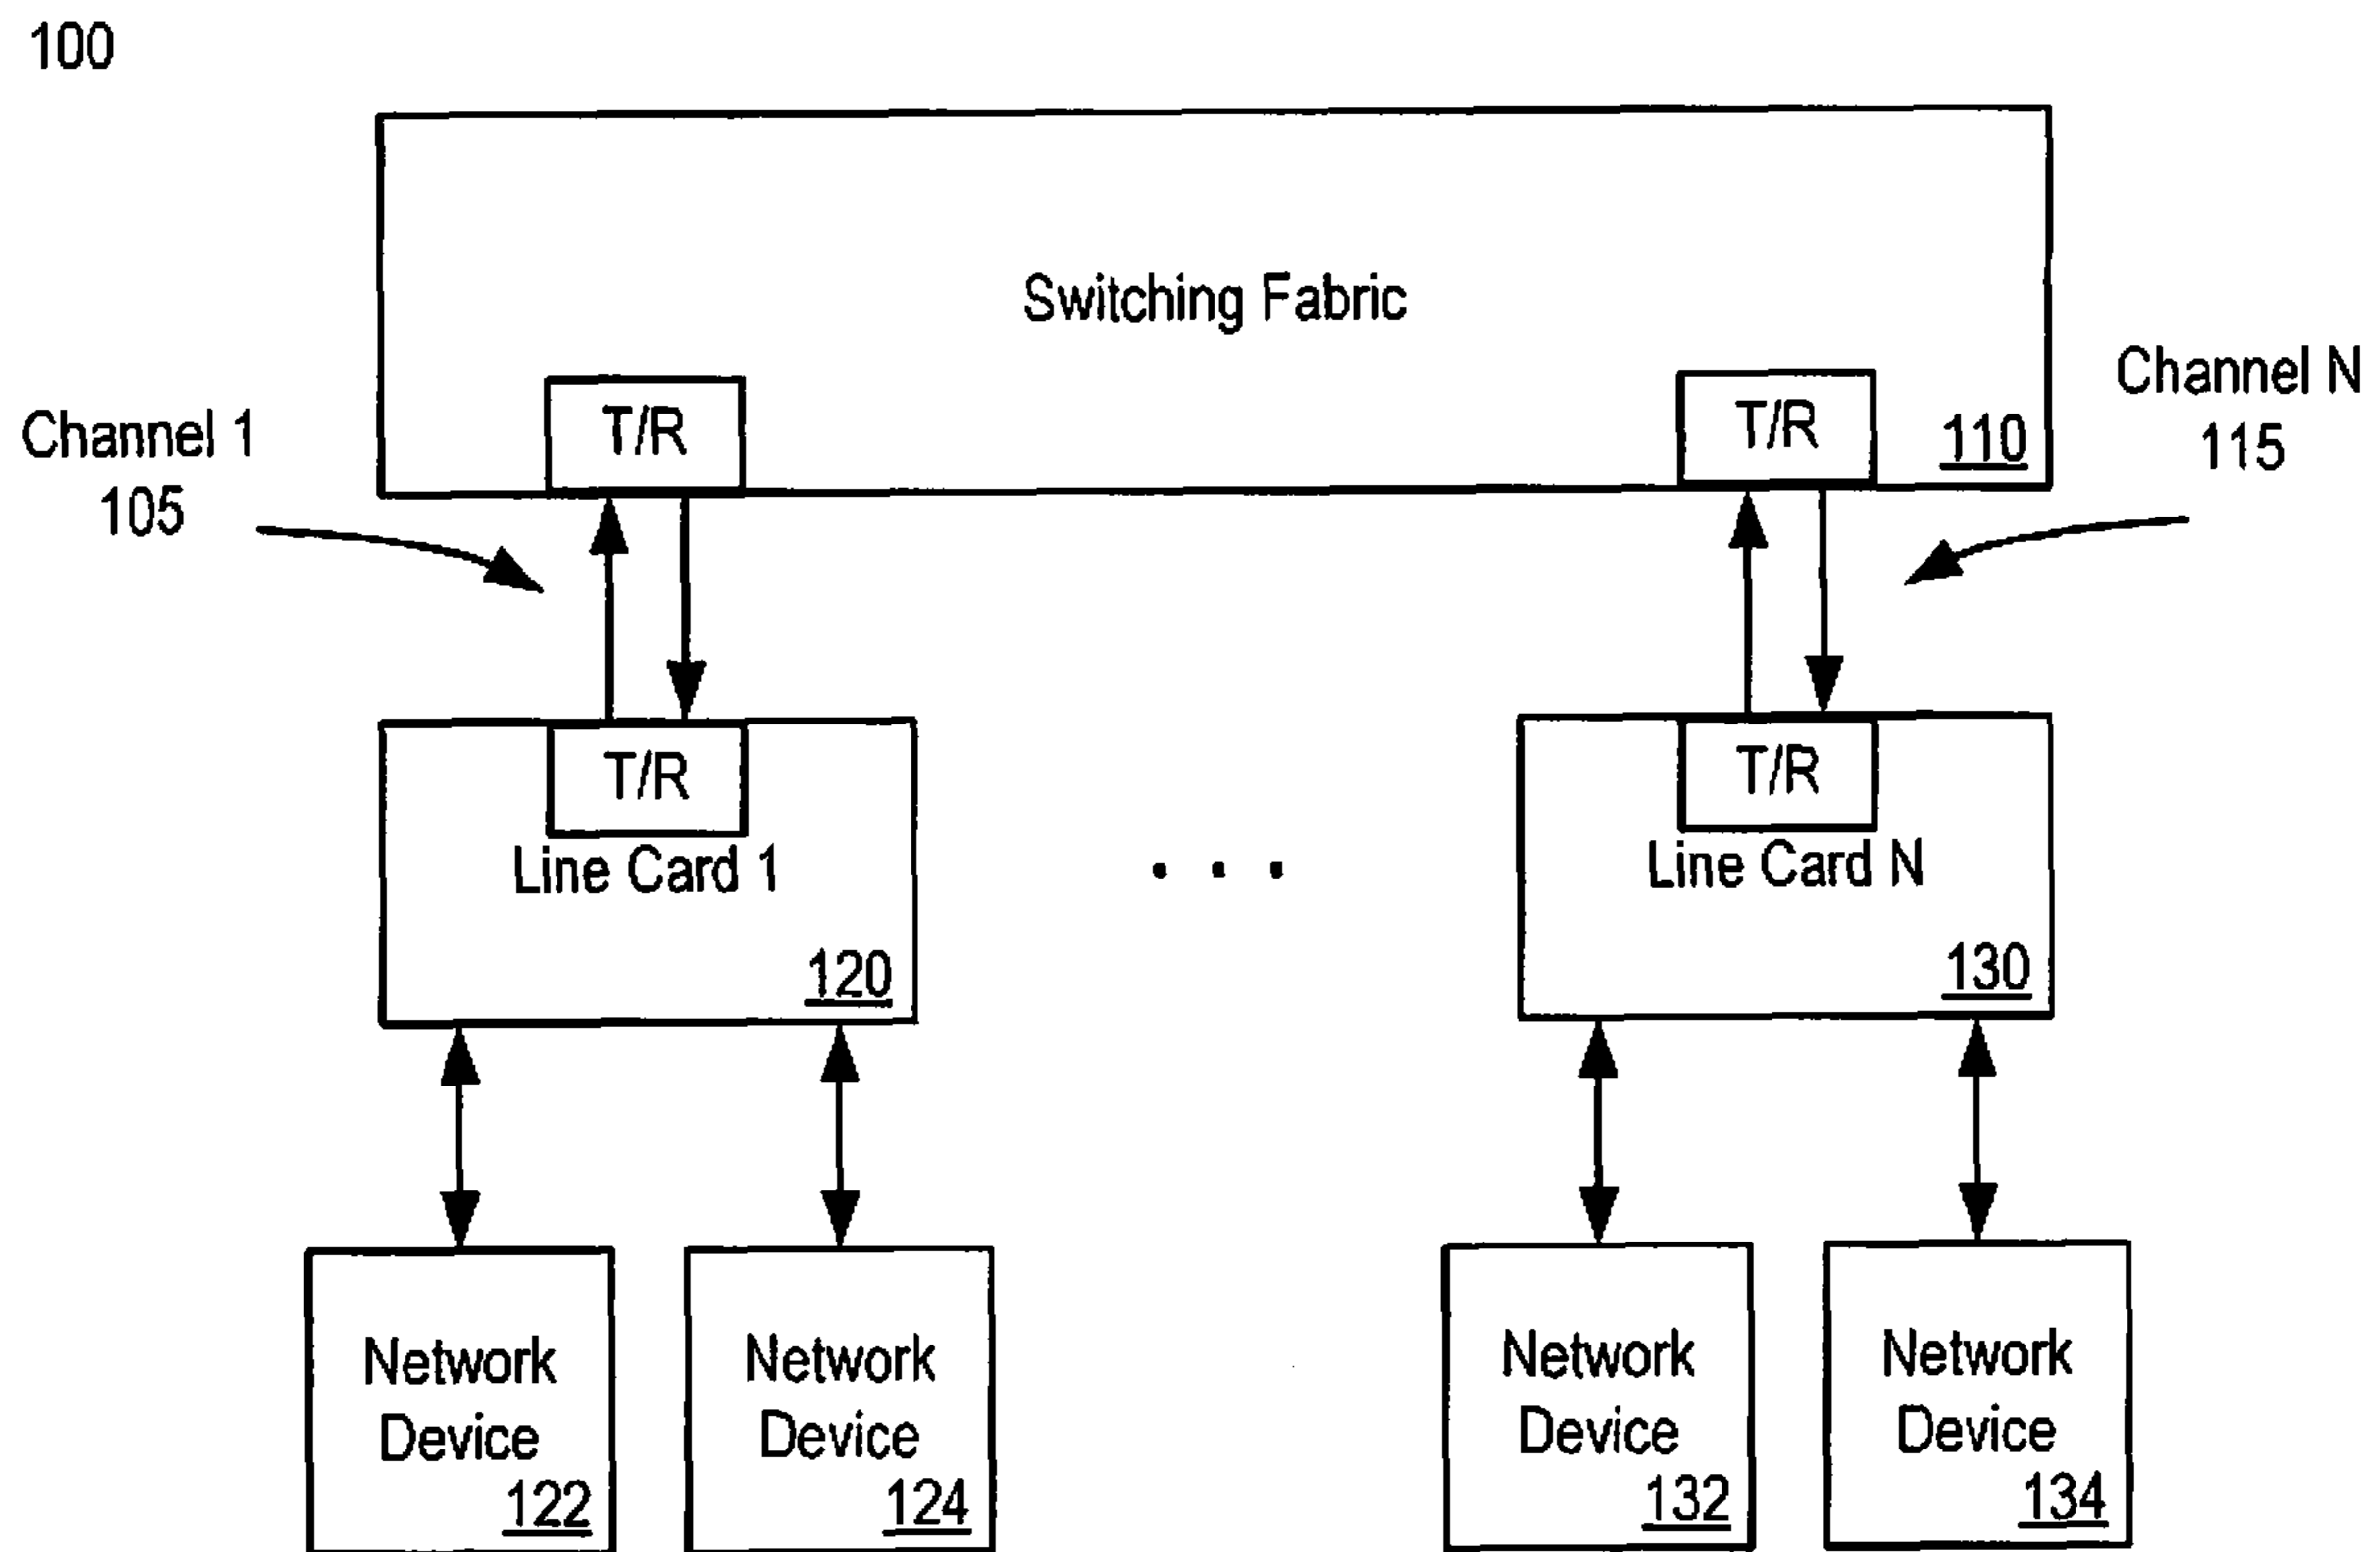 100
Switching Fabric
T/R
T/R
110
Channel 1
105
Channel N
115
T/R
Line Card 1
120
. . .
T/R
Line Card N
130
Network
Device
122
Network
Device
124
Network
Device
132
Network
Device
134